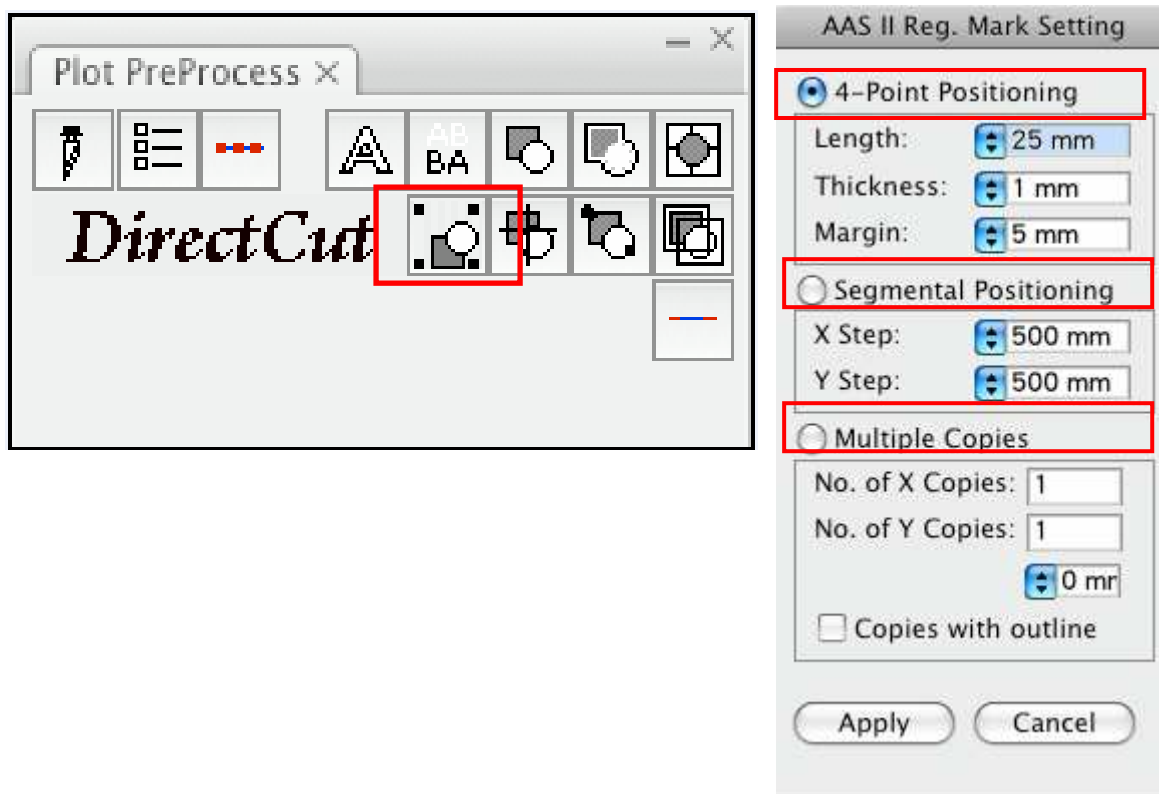 Plot PreProcess ×
A
AB
BA
DirectCut
AAS II Reg. Mark Setting
4-Point Positioning
Length: 25 mm
Thickness: 1 mm
Margin: 5 mm
Segmental Positioning
X Step: 500 mm
Y Step: 500 mm
Multiple Copies
No. of X Copies: 1
No. of Y Copies: 1
0 mr
Copies with outline
Apply Cancel